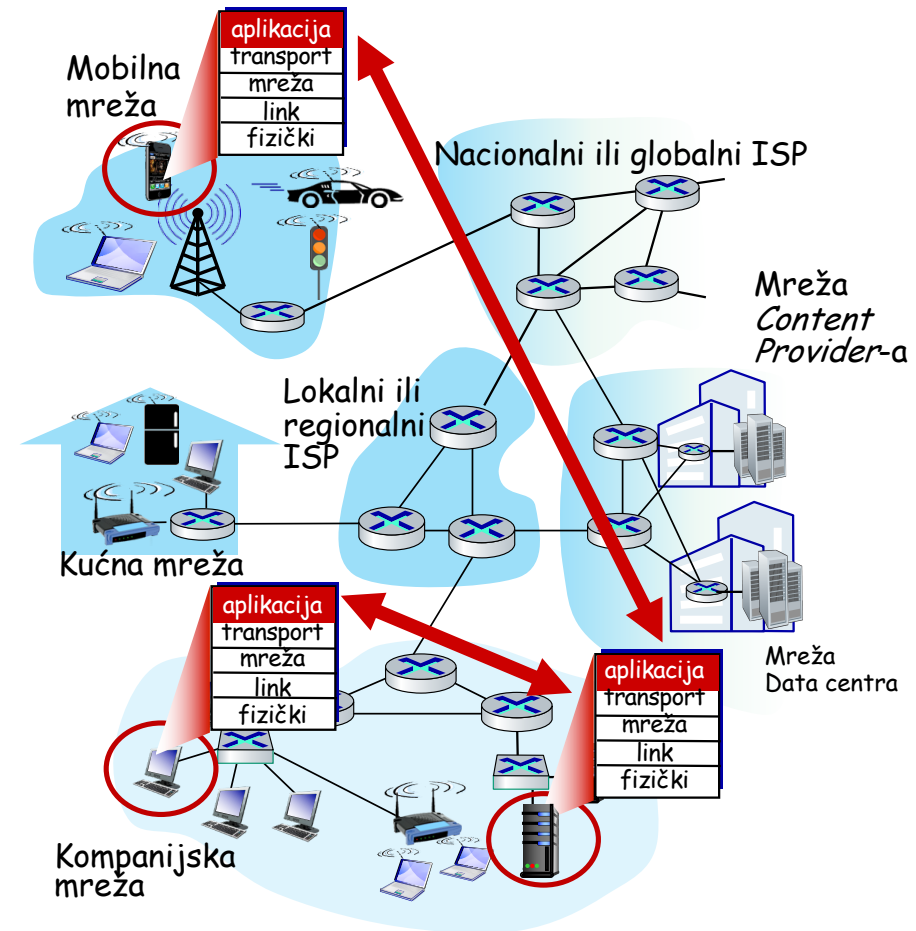 aplikacija
transport
mreža
link
fizički
Mobilna
mreža
Nacionalni ili globalni ISP
Mreža
Content
Provider-a
Lokalni ili
regionalni
ISP
Kućna mreža
Mreža
Data centra
aplikacija
transport
mreža
link
fizički
aplikacija
transport
mreža
link
fizički
Kompanijska
mreža